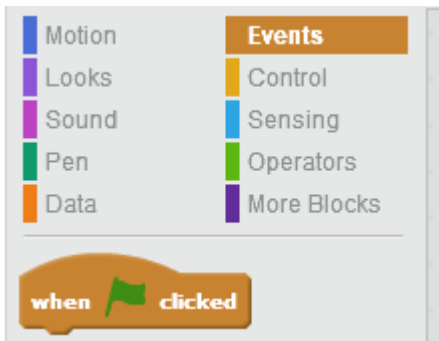 Motion
Events
Looks
Control
Sound
Sensing
Pen
Operators
Data
More Blocks
when clicked